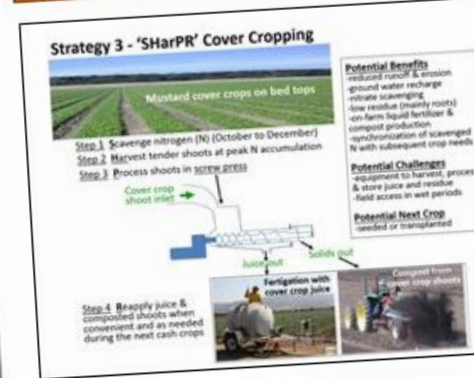 Strategy 3 - 'SHarPR' Cover Cropping
Mustard cover crops on bed tops
Step 1 Scavenge nitrogen (N) (October to December)
Step 2 Harvest tender shoots at peak N accumulation
Step 3 Process shoots in screw press
Cover crop
shoot inlet
Juice out
Solids out
Step 4 Reapply juice &
composted shoots when
convenient and as needed
during the next cash crops
Fertigation with
cover crop juice
Compost from
cover crop shoots
Potential Benefits
-reduced runoff & erosion
-ground water recharge
-nitrate scavenging
-low residue (mainly roots)
-on-farm liquid fertilizer &
compost production
-synchronization of scavenged
N with subsequent crop needs
Potential Challenges
-equipment to harvest, process
& store juice and residue
-field access in wet periods
Potential Next Crop
-seeded or transplanted